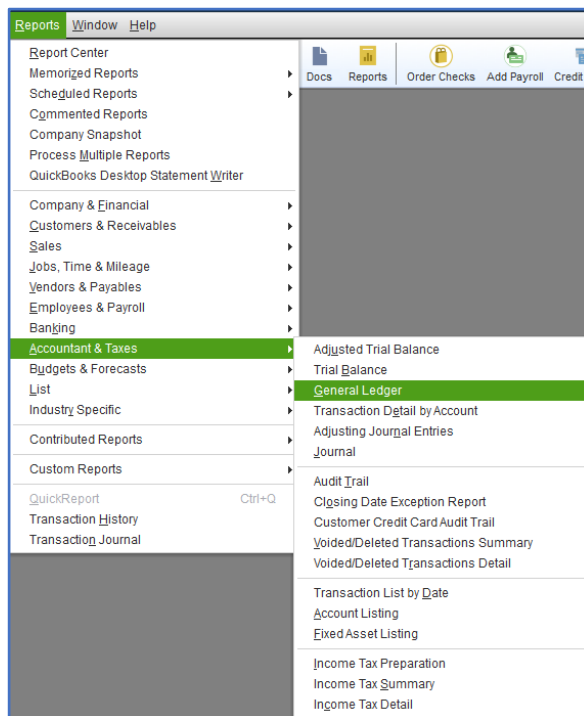 Reports Window Help
Docs Reports Order Checks Add Payroll Credit
Report Center
Memorized Reports
Scheduled Reports
Commented Reports
Company Snapshot
Process Multiple Reports
QuickBooks Desktop Statement Writer
Company & Financial
Customers & Receivables
Sales
Jobs, Time & Mileage
Vendors & Payables
Employees & Payroll
Banking
Accountant & Taxes
Budgets & Forecasts
List
Industry Specific
Contributed Reports
Custom Reports
QuickReport Ctrl+Q
Transaction History
Transaction Journal
Adjusted Trial Balance
Trial Balance
General Ledger
Transaction Detail by Account
Adjusting Journal Entries
Journal
Audit Trail
Closing Date Exception Report
Customer Credit Card Audit Trail
Voided/Deleted Transactions Summary
Voided/Deleted Transactions Detail
Transaction List by Date
Account Listing
Fixed Asset Listing
Income Tax Preparation
Income Tax Summary
Income Tax Detail